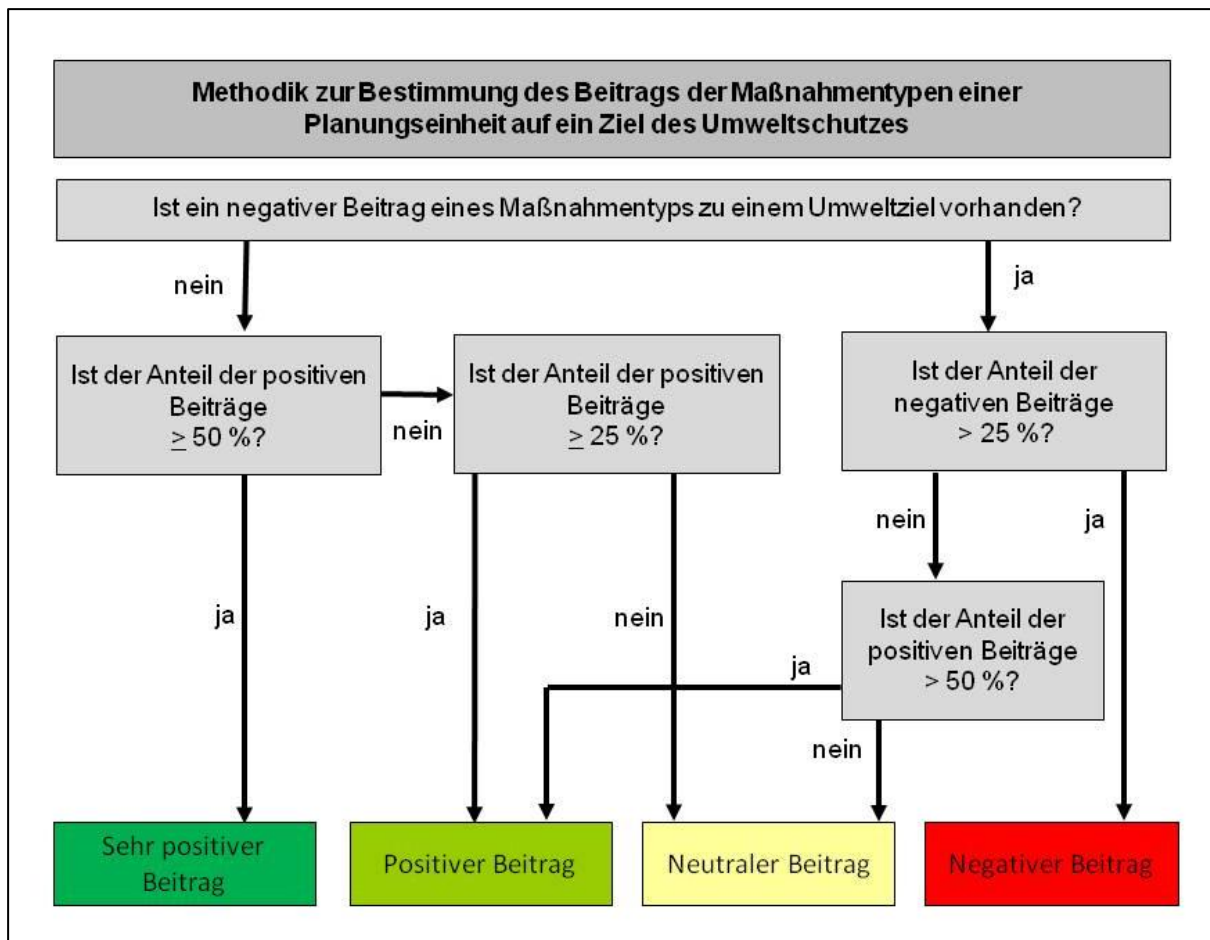 Methodik zur Bestimmung des Beitrags der Maßnahmentypen einer
Planungseinheit auf ein Ziel des Umweltschutzes
Ist ein negativer Beitrag eines Maßnahmentyps zu einem Umweltziel vorhanden?
nein
ja
Ist der Anteil der positiven
Beiträge
≥ 50 %?
nein
Ist der Anteil der positiven
Beiträge
≥ 25 %?
Ist der Anteil der
negativen Beiträge
> 25 %?
nein
ja
ja
ja
nein
Ist der Anteil der
positiven Beiträge
> 50 %?
ja
nein
Sehr positiver
Beitrag
Positiver Beitrag
Neutraler Beitrag
Negativer Beitrag